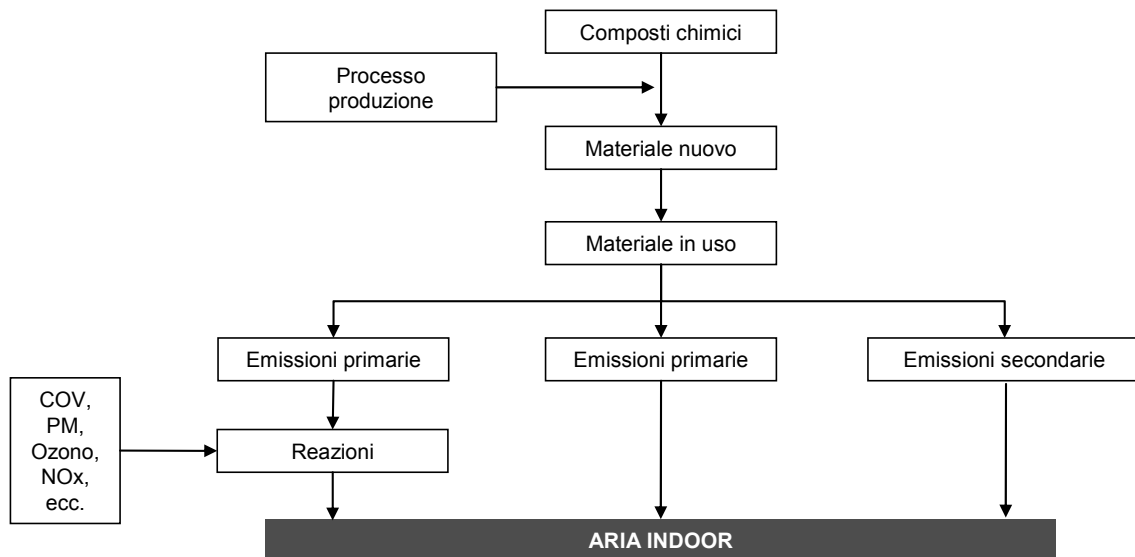 Composti chimici
Processo
produzione
Materiale nuovo
Materiale in uso
Emissioni primarie
Emissioni primarie
Emissioni secondarie
COV,
PM,
Ozono,
NOx,
ecc.
Reazioni
ARIA INDOOR